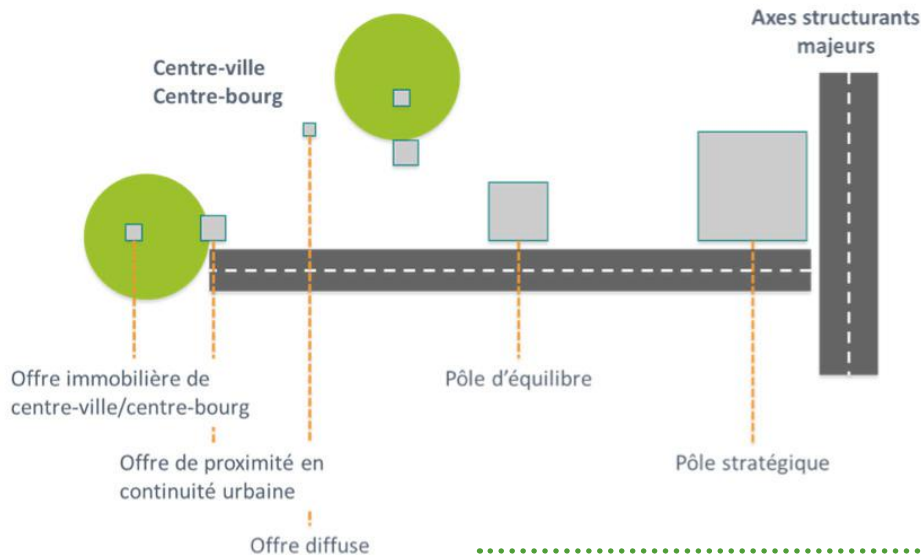 Axes structurants
majeurs
Centre-ville
Centre-bourg
Offre immobilière de
centre-ville/centre-bourg
Pôle d'équilibre
Offre de proximité en
continuité urbaine
Pôle stratégique
Offre diffuse